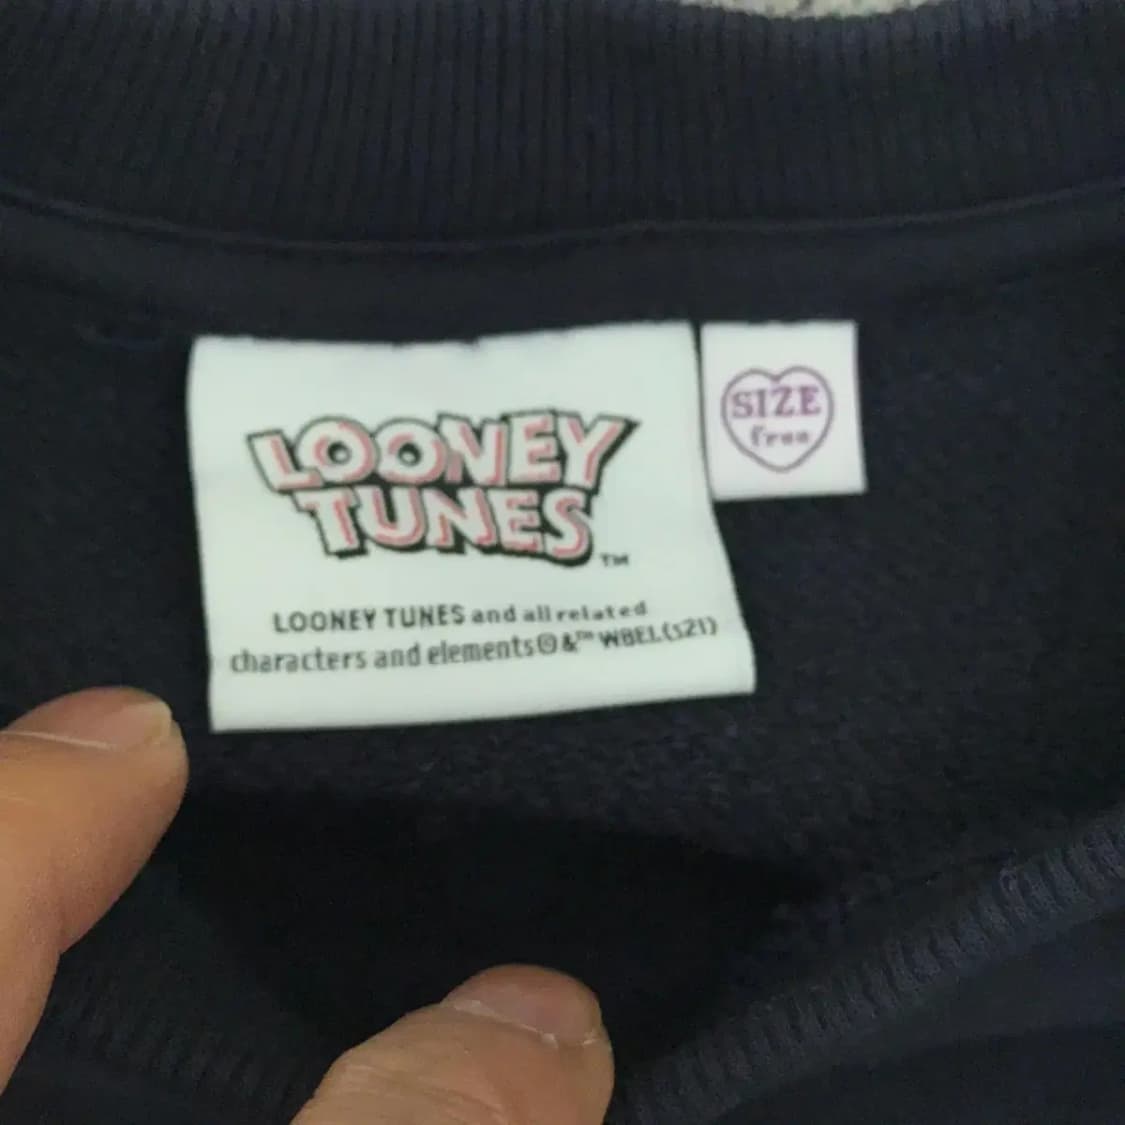 LOONEY
TUNES
TM
LOONEY TUNES and all related
characters and elements©&™ WBEI.(s21)
SIZE
free